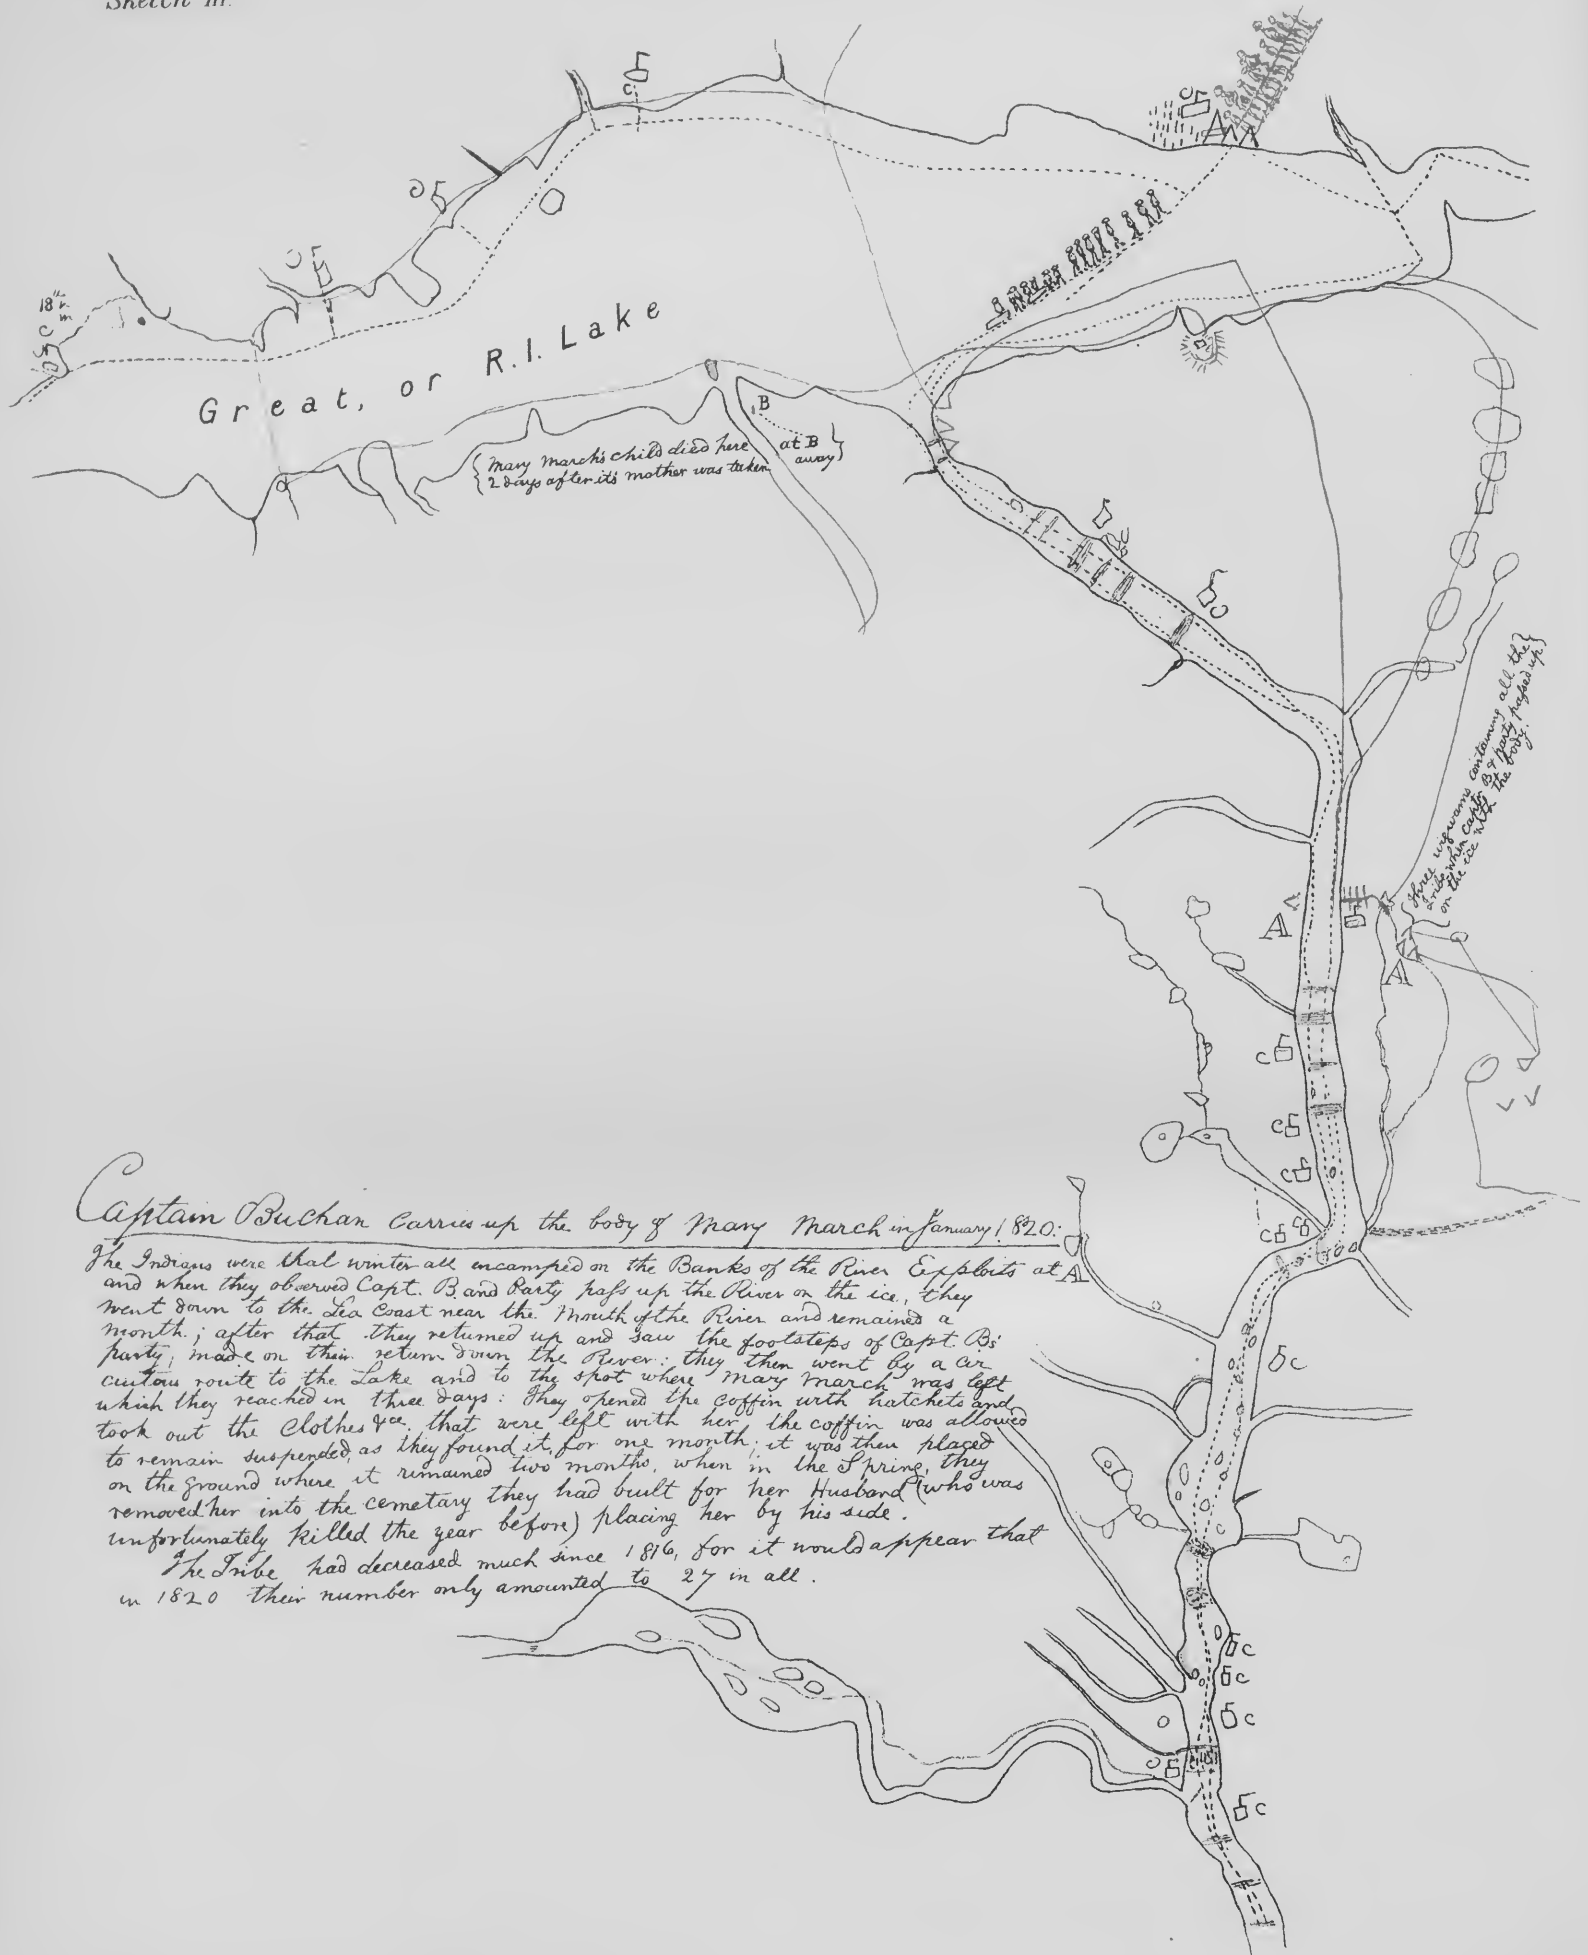 Sketch III.
C
18th
m
C
Great, or R.I. Lake
B
{Mary March's child died here at B}
{2 days after its mother was taken away}
Three wigwams containing all the
tribe when Captn B & party passed up
on the ice with the body.
A
A
C
C
C
C
Captain Buchan carries up the body of Mary March in January 1820:
The Indians were that winter all encamped on the Banks of the River Exploits at A
and when they observed Capt. B. and Party pass up the River on the ice, they
went down to the Sea Coast near the Mouth of the River and remained a
month; after that they returned up and saw the footsteps of Capt. Bs'
party, made on their return down the River: they then went by a cir
cuitous route to the Lake and to the spot where Mary March was left
which they reached in three days: They opened the coffin with hatchets and
took out the Clothes &ce. that were left with her, the coffin was allowed
to remain suspended, as they found it, for one month; it was then placed
on the ground where it remained two months, when in the Spring, they
removed her into the cemetary they had built for her Husband (who was
unfortunately killed the year before) placing her by his side.
The Tribe had decreased much since 1816, for it would appear that
in 1820 their number only amounted to 27 in all.
C
C
C
C
C